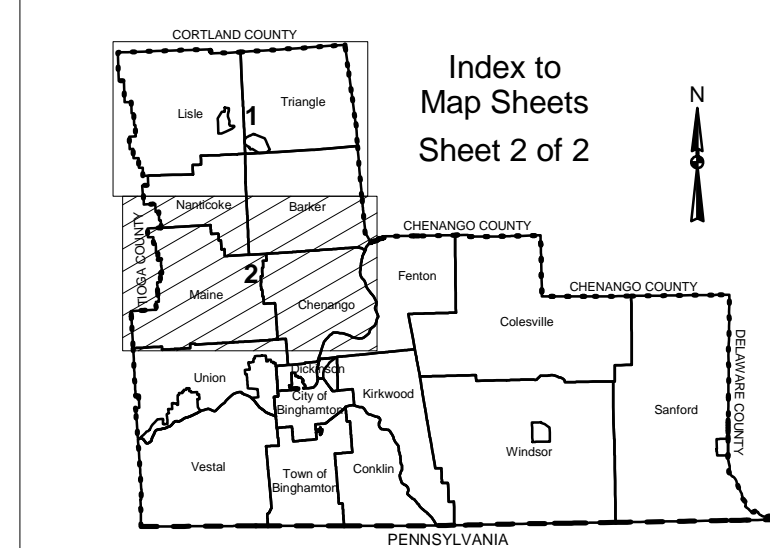 CORTLAND COUNTY
Index to
Map Sheets
Sheet 2 of 2
N
Lisle
1
Triangle
Nanticoke
Barker
TIOGA COUNTY
2
Maine
Chenango
CHENANGO COUNTY
Fenton
CHENANGO COUNTY
Colesville
DELAWARE COUNTY
Union
Dickinson
City of
Binghamton
Kirkwood
Sanford
Vestal
Town of
Binghamton
Conklin
Windsor
PENNSYLVANIA